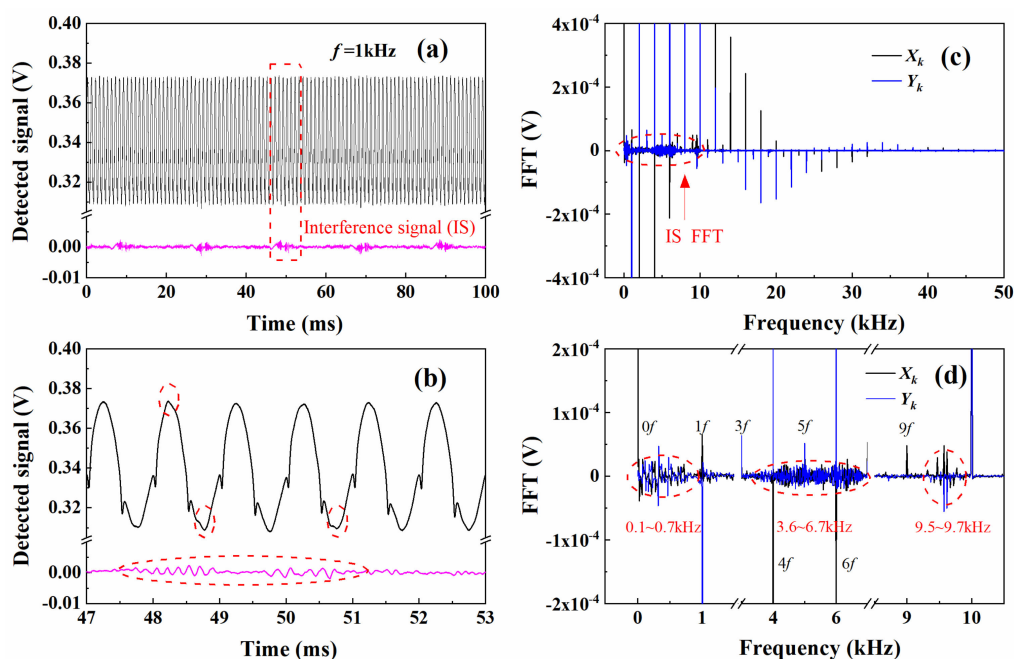 0.40
0.38
0.36
0.34
0.32
0.00
-0.01
Detected signal (V)
f=1kHz
(a)
Interference signal (IS)
0 20 40 60 80 100
Time (ms)
4x10⁻⁴
2x10⁻⁴
0
-2x10⁻⁴
-4x10⁻⁴
FFT (V)
(c)
Xk
Yk
IS FFT
0 10 20 30 40 50
Frequency (kHz)
0.40
0.38
0.36
0.34
0.32
0.00
-0.01
Detected signal (V)
(b)
47 48 49 50 51 52 53
Time (ms)
2x10⁻⁴
1x10⁻⁴
0
-1x10⁻⁴
-2x10⁻⁴
FFT (V)
(d)
Xk
Yk
0f 1f 3f 5f 9f
0.1~0.7kHz 3.6~6.7kHz 9.5~9.7kHz
4f 6f
0 1 4 6 9 10
Frequency (kHz)